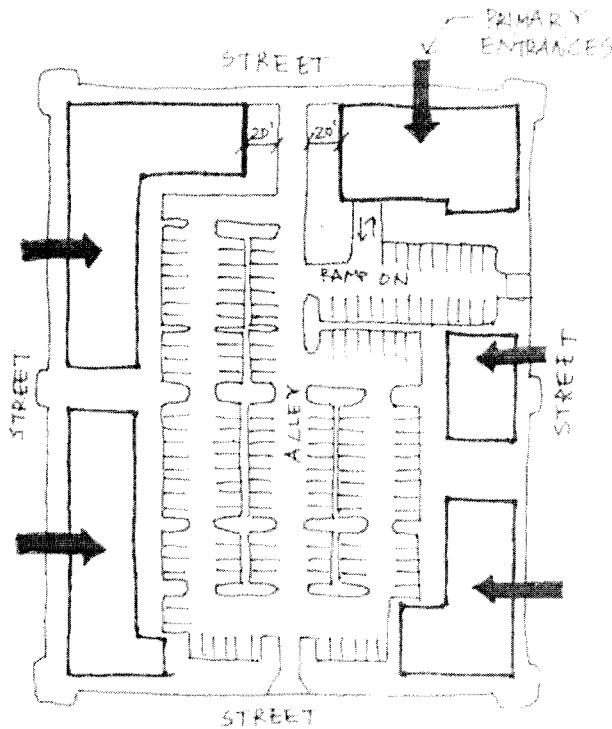 PRIMARY
ENTRANCES
STREET
20'
20'
RAMP ON
STREET
ALLEY
STREET
STREET